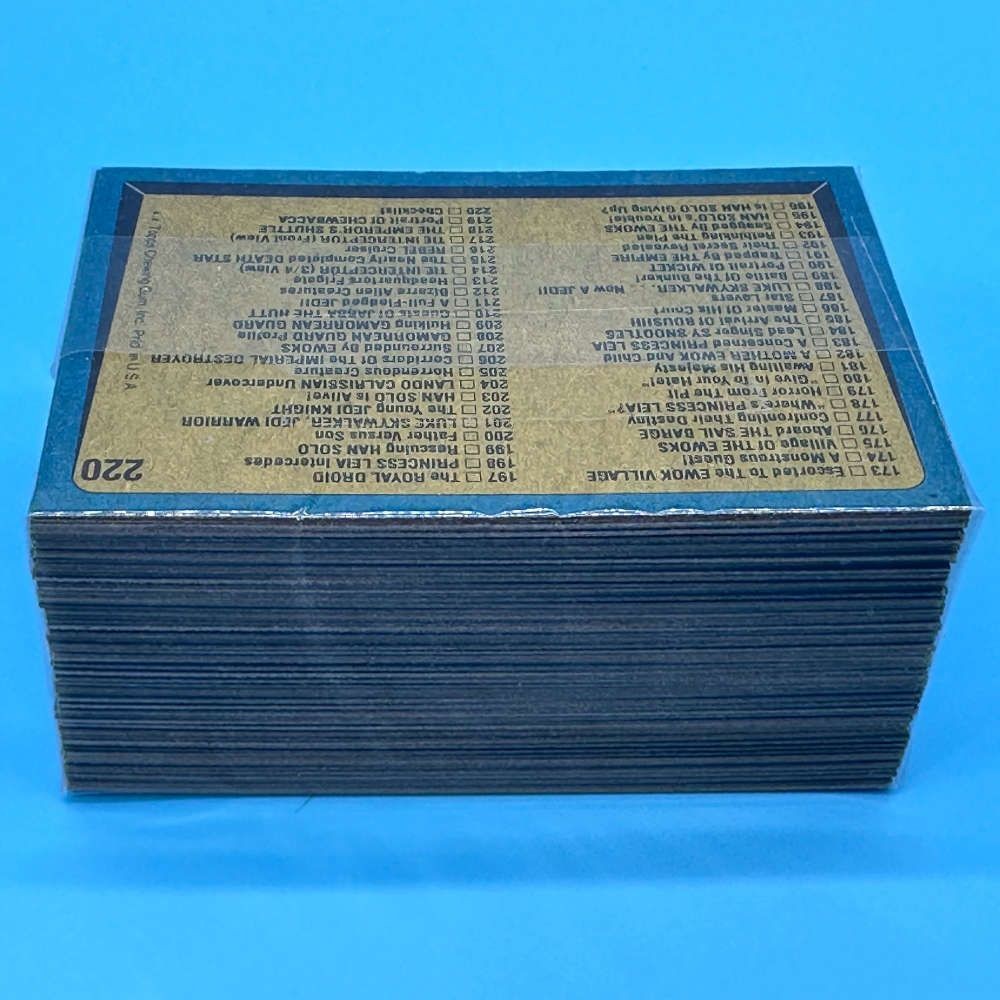 220
173 □ Escorted To The EWOK VILLAGE
174 □ A Monstrous Guest!
175 □ Village Of THE EWOKS
176 □ Aboard THE SAIL BARGE
177 □ Confronting Their Destiny
178 □ "Where's PRINCESS LEIA?"
179 □ Horror From The Pit
180 □ "Give In To Your Hate!"
181 □ Awaiting His Majesty
182 □ A MOTHER EWOK And Child
183 □ A Concerned PRINCESS LEIA
184 □ Lead Singer SY SNOOTLES
185 □ The Arrival Of BOUSHH
186 □ Master Of His Court
187 □ Star Lovers
188 □ LUKE SKYWALKER... Now A JEDI!
189 □ Battle Of The Bunker!
190 □ Portrait Of WICKET
191 □ Trapped By THE EMPIRE
192 □ Their Secret Revealed
193 □ Rethinking The Plan
194 □ Snagged By THE EWOKS
195 □ HAN SOLO's In Trouble!
196 □ Is HAN SOLO Giving Up?
197 □ The ROYAL DROID
198 □ PRINCESS LEIA Intercedes
199 □ Rescuing HAN SOLO
200 □ Father Versus Son
201 □ LUKE SKYWALKER, JEDI WARRIOR
202 □ The Young JEDI KNIGHT
203 □ HAN SOLO Is Alive!
204 □ LANDO CALRISSIAN Undercover
205 □ Horrendous Creature
206 □ Corridors Of The IMPERIAL DESTROYER
207 □ Surrounded By EWOKS
208 □ GAMORREAN GUARD Profile
209 □ Hulking GAMORREAN GUARD
210 □ Guests Of JABBA THE HUTT
211 □ A Full-Fledged JEDI!
212 □ Bizarre Alien Creatures
213 □ Headquarters Frigate
214 □ TIE INTERCEPTOR (3/4 View)
215 □ The Nearly Completed DEATH STAR
216 □ REBEL Cruiser
217 □ TIE INTERCEPTOR (Front View)
218 □ THE EMPEROR'S SHUTTLE
219 □ Portrait Of CHEWBACCA
220 □ Checklist
Topps Chewing Gum, Inc. Prtd in U.S.A.